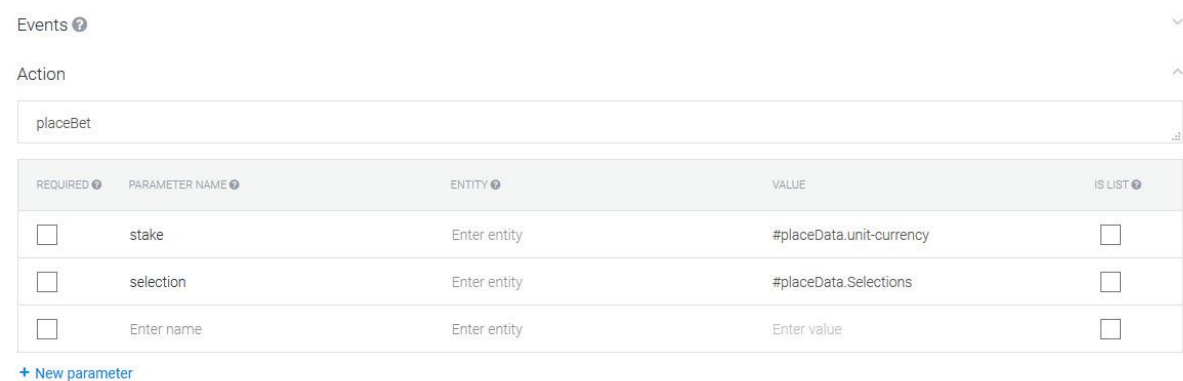 Events
Action
placeBet
REQUIRED PARAMETER NAME ENTITY VALUE IS LIST
stake Enter entity #placeData.unit-currency
selection Enter entity #placeData.Selections
Enter name Enter entity Enter value
+ New parameter